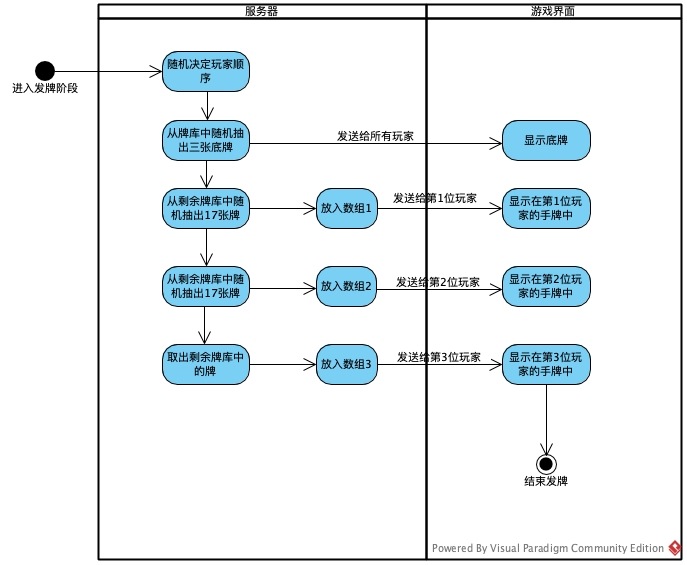 服务器
游戏界面
进入发牌阶段
随机决定玩家顺
序
从牌库中随机抽
出三张底牌
发送给所有玩家
显示底牌
从剩余牌库中随
机抽出17张牌
放入数组1
发送给第1位玩家
显示在第1位玩
家的手牌中
从剩余牌库中随
机抽出17张牌
放入数组2
发送给第2位玩家
显示在第2位玩
家的手牌中
取出剩余牌库中
的牌
放入数组3
发送给第3位玩家
显示在第3位玩
家的手牌中
结束发牌
Powered By Visual Paradigm Community Edition